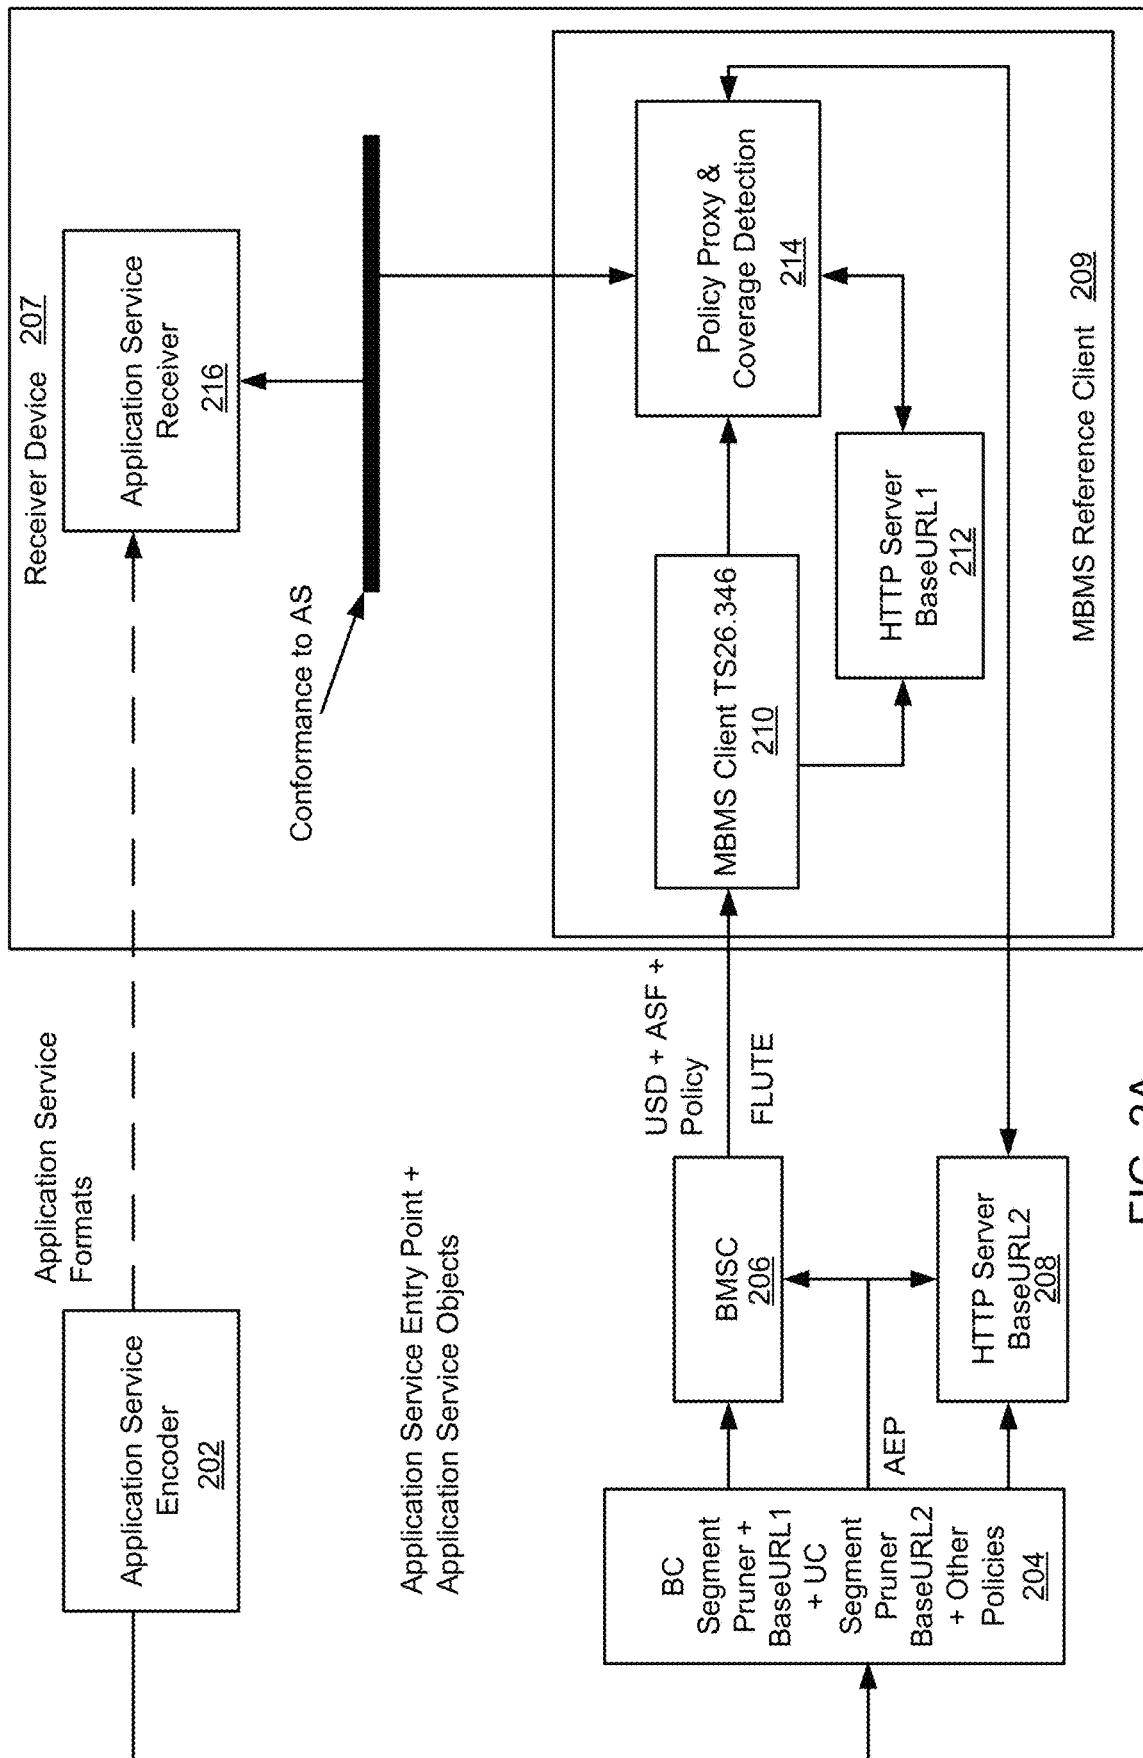 Application Service
Encoder
202
Application Service
Formats
Receiver Device 207
Application Service
Receiver
216
Conformance to AS
Application Service Entry Point +
Application Service Objects
BC
Segment
Pruner +
BaseURL1
+ UC
Segment
Pruner
BaseURL2
+ Other
Policies
204
AEP
BMSC
206
HTTP Server
BaseURL2
208
USD + ASF +
Policy
FLUTE
MBMS Client TS26.346
210
Policy Proxy &
Coverage Detection
214
HTTP Server
BaseURL1
212
MBMS Reference Client 209
FIG. 2A